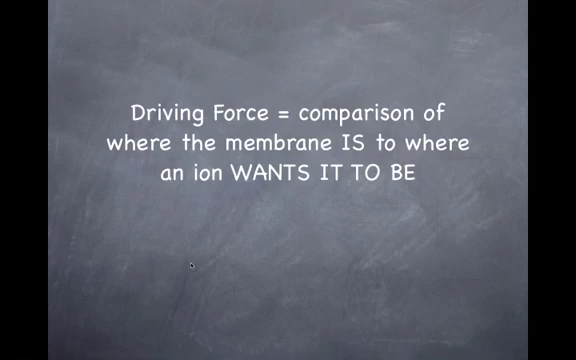 Driving Force = comparison of
where the membrane IS to where
an ion WANTS IT TO BE